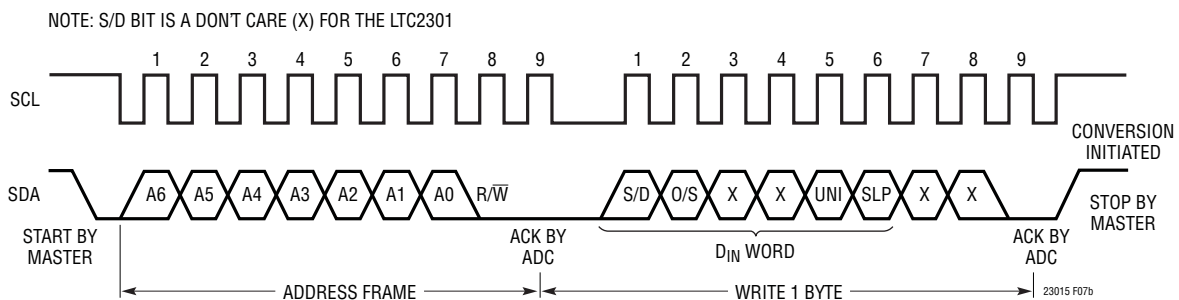 NOTE: S/D BIT IS A DON'T CARE (X) FOR THE LTC2301
1 2 3 4 5 6 7 8 9 1 2 3 4 5 6 7 8 9
SCL
CONVERSION
INITIATED
SDA A6 A5 A4 A3 A2 A1 A0 R/W̅ S/D O/S X X UNI SLP X X
STOP BY
MASTER
START BY
MASTER
ACK BY
ADC
DIN WORD
ACK BY
ADC
ADDRESS FRAME WRITE 1 BYTE 23015 F07b